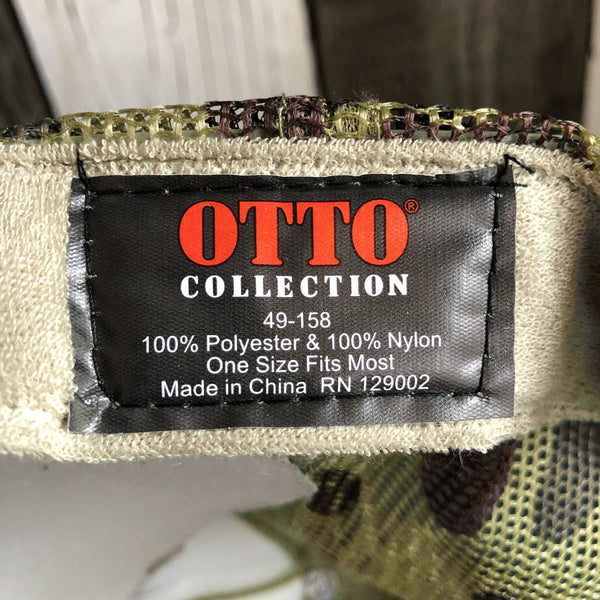 OTTO®
COLLECTION
49-158
100% Polyester & 100% Nylon
One Size Fits Most
Made in China RN 129002